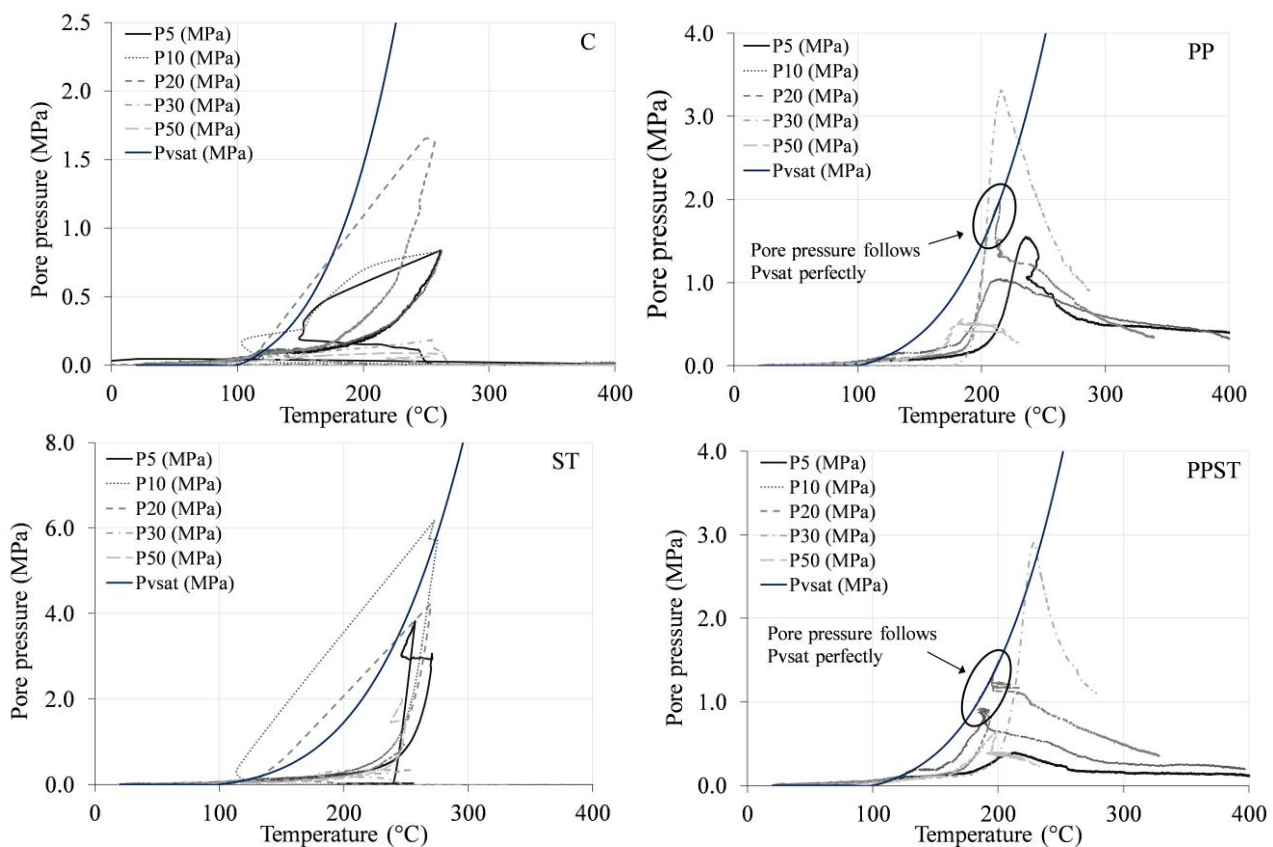 C
P5 (MPa)
P10 (MPa)
P20 (MPa)
P30 (MPa)
P50 (MPa)
Pvsat (MPa)
2.5
2.0
1.5
1.0
0.5
0.0
Pore pressure (MPa)
0 100 200 300 400
Temperature (°C)
PP
P5 (MPa)
P10 (MPa)
P20 (MPa)
P30 (MPa)
P50 (MPa)
Pvsat (MPa)
Pore pressure follows
Pvsat perfectly
4.0
3.0
2.0
1.0
0.0
Pore pressure (MPa)
0 100 200 300 400
Temperature (°C)
ST
P5 (MPa)
P10 (MPa)
P20 (MPa)
P30 (MPa)
P50 (MPa)
Pvsat (MPa)
8.0
6.0
4.0
2.0
0.0
Pore pressure (MPa)
0 100 200 300 400
Temperature (°C)
PPST
P5 (MPa)
P10 (MPa)
P20 (MPa)
P30 (MPa)
P50 (MPa)
Pvsat (MPa)
Pore pressure follows
Pvsat perfectly
4.0
3.0
2.0
1.0
0.0
Pore pressure (MPa)
0 100 200 300 400
Temperature (°C)